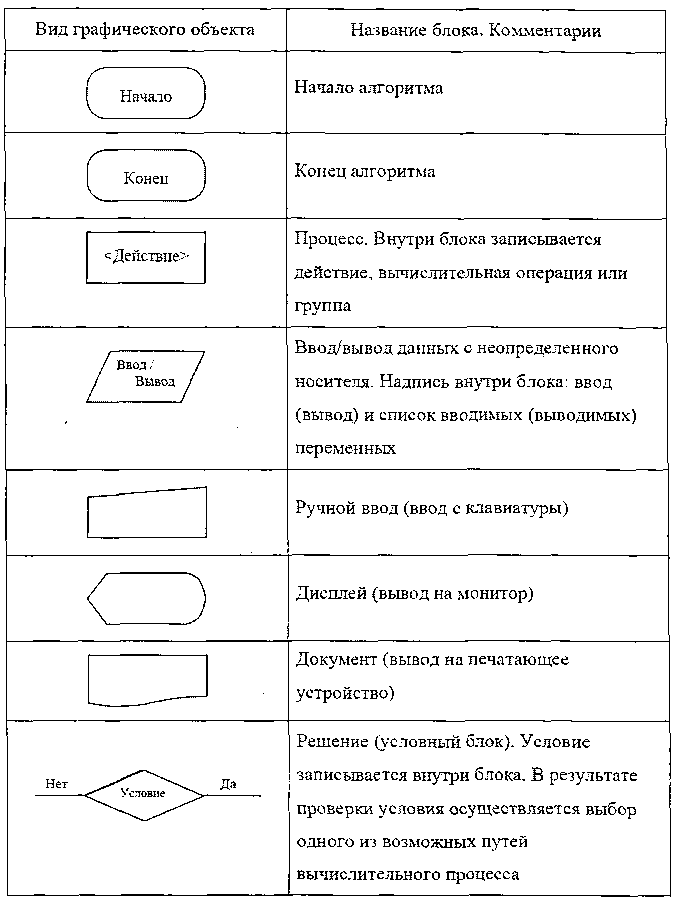 Вид графического объекта
Название блока. Комментарии
Начало
Начало алгоритма
Конец
Конец алгоритма
<Действие>
Процесс. Внутри блока записывается
действие, вычислительная операция или
группа
Ввод /
Вывод
Ввод/вывод данных с неопределенного
носителя. Надпись внутри блока: ввод
(вывод) и список вводимых (выводимых)
переменных
Ручной ввод (ввод с клавиатуры)
Дисплей (вывод на монитор)
Документ (вывод на печатающее
устройство)
Нет
Условие
Да
Решение (условный блок). Условие
записывается внутри блока. В результате
проверки условия осуществляется выбор
одного из возможных путей
вычислительного процесса